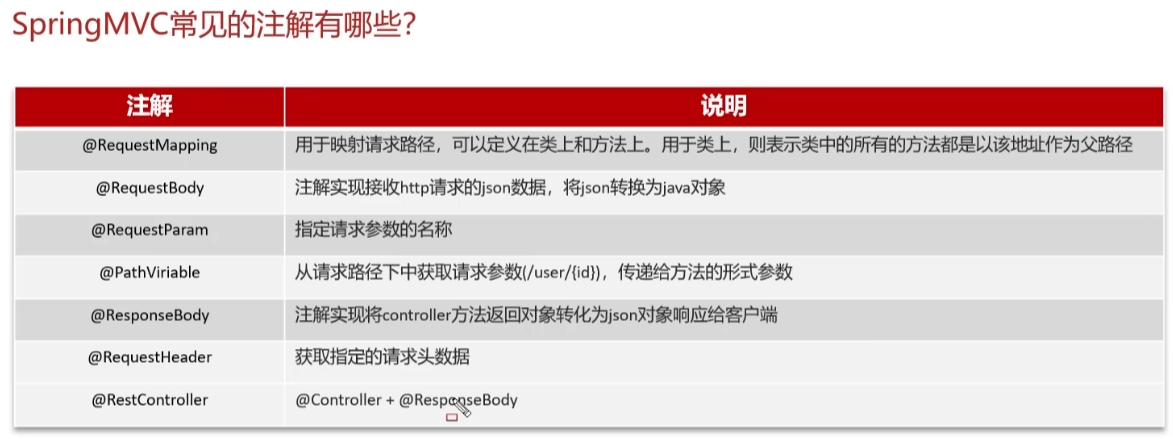 SpringMVC常见的注解有哪些?
注解 说明
@RequestMapping 用于映射请求路径，可以定义在类上和方法上。用于类上，则表示类中的所有的方法都是以该地址作为父路径
@RequestBody 注解实现接收http请求的json数据，将json转换为java对象
@RequestParam 指定请求参数的名称
@PathViriable 从请求路径下中获取请求参数(/user/{id})，传递给方法的形式参数
@ResponseBody 注解实现将controller方法返回对象转化为json对象响应给客户端
@RequestHeader 获取指定的请求头数据
@RestController @Controller + @ResponseBody